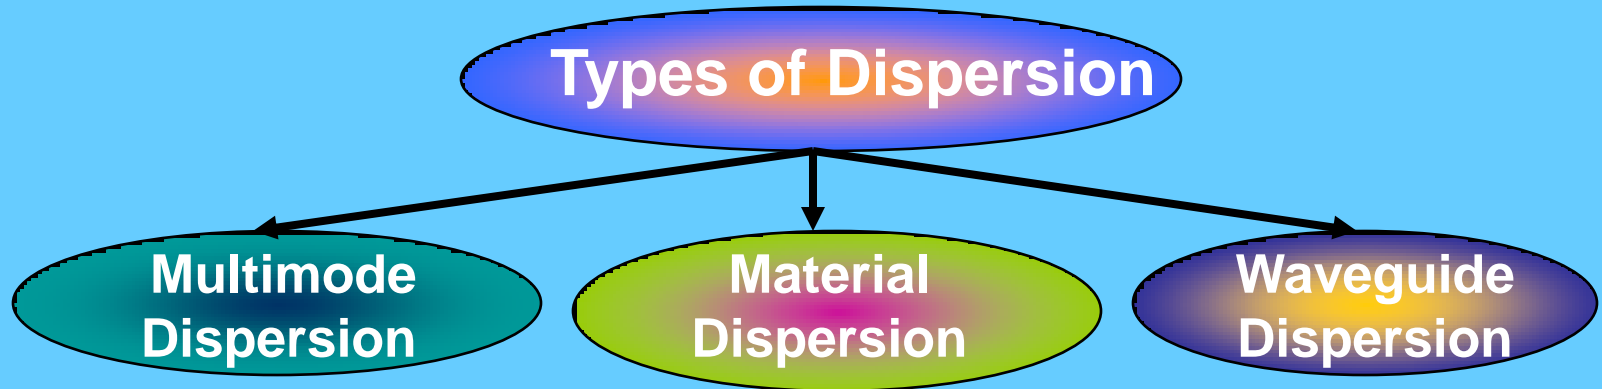 Types of Dispersion
Multimode
Dispersion
Material
Dispersion
Waveguide
Dispersion